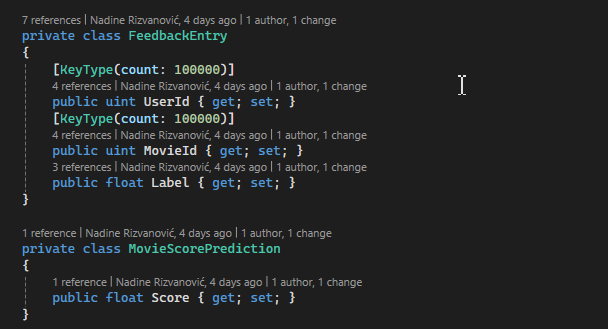 7 references | Nadine Rizvanović, 4 days ago | 1 author, 1 change
private class FeedbackEntry
{
[KeyType(count: 100000)]
4 references | Nadine Rizvanović, 4 days ago | 1 author, 1 change
public uint UserId { get; set; }
[KeyType(count: 100000)]
4 references | Nadine Rizvanović, 4 days ago | 1 author, 1 change
public uint MovieId { get; set; }
3 references | Nadine Rizvanović, 4 days ago | 1 author, 1 change
public float Label { get; set; }
}
1 reference | Nadine Rizvanović, 4 days ago | 1 author, 1 change
private class MovieScorePrediction
{
1 reference | Nadine Rizvanović, 4 days ago | 1 author, 1 change
public float Score { get; set; }
}